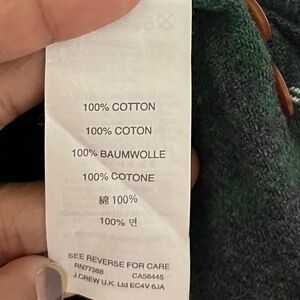 100% COTTON
100% COTON
100% BAUMWOLLE
100% COTONE
綿 100%
100% 면
SEE REVERSE FOR CARE
RN77388 CA56445
J.CREW U.K. Ltd EC4V 6JA